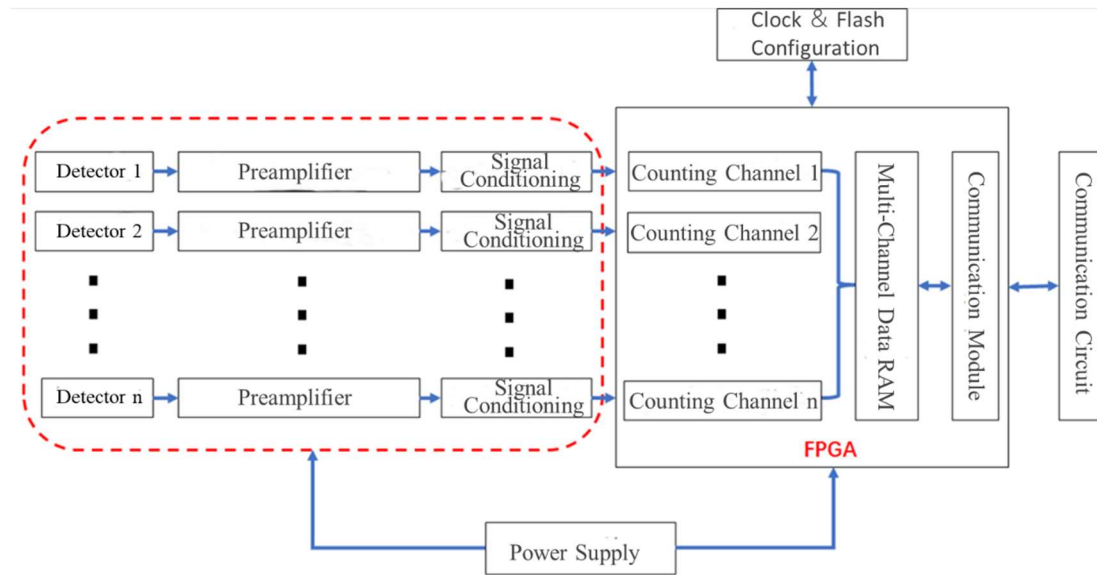 Clock & Flash
Configuration
Detector 1
Preamplifier
Signal
Conditioning
Counting Channel 1
Detector 2
Preamplifier
Signal
Conditioning
Counting Channel 2
Detector n
Preamplifier
Signal
Conditioning
Counting Channel n
Multi-Channel Data RAM
Communication Module
Communication Circuit
FPGA
Power Supply